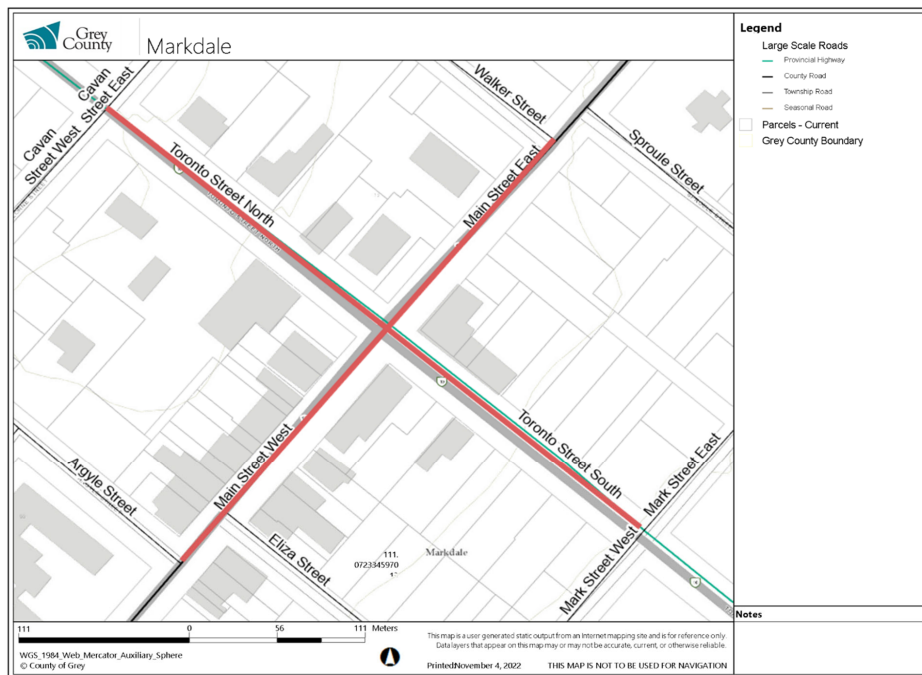 Grey
County
Markdale
Legend
Large Scale Roads
Provincial Highway
County Road
Township Road
Seasonal Road
Parcels - Current
Grey County Boundary
Cavan
Street East
Cavan
Street West
Walker Street
Sproule Street
Toronto Street North
Main Street East
Main Street West
Toronto Street South
Argyle Street
Eliza Street
Mark Street East
Mark Street West
Markdale
111.
0723345970
Notes
111 0 56 111 Meters
WGS_1984_Web_Mercator_Auxiliary_Sphere
© County of Grey
This map is a user generated static output from an Internet mapping site and is for reference only.
Data layers that appear on this map may or may not be accurate, current, or otherwise reliable.
Printed November 4, 2022
THIS MAP IS NOT TO BE USED FOR NAVIGATION